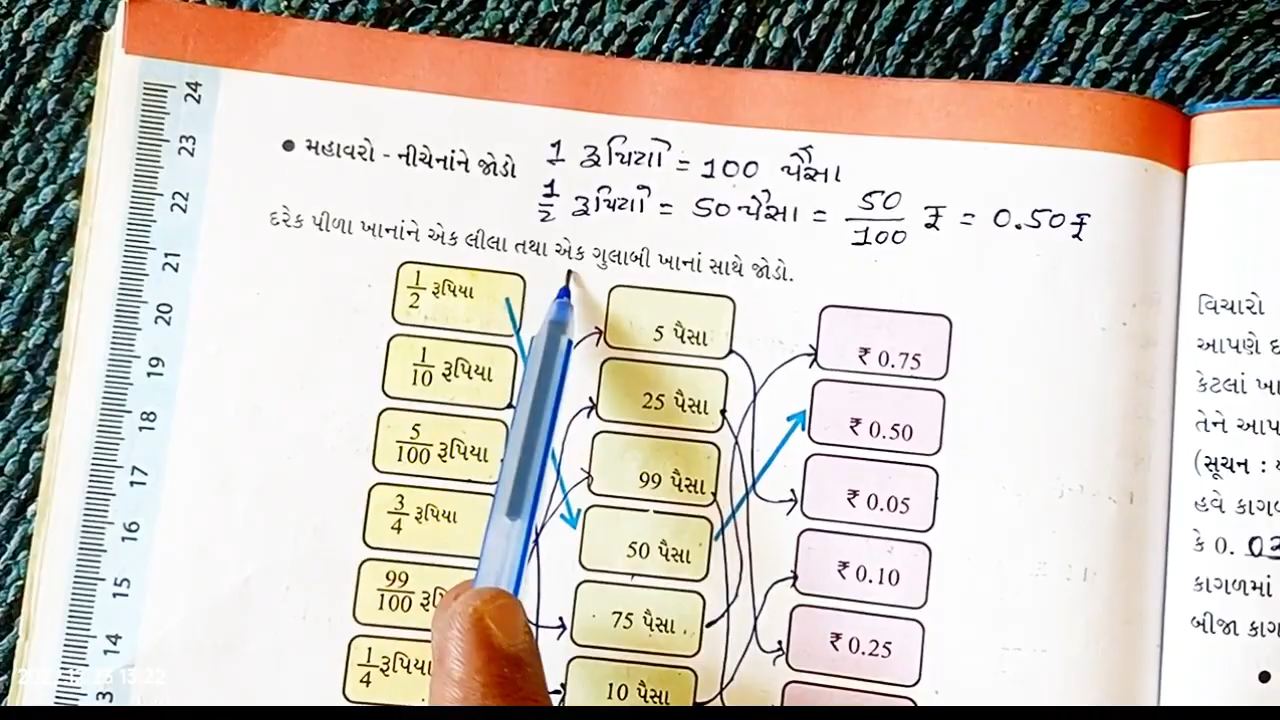 ● મહાવરો - નીચેનાંને જોડો
1 રૂપિયો = 100 પૈસા
1/2 રૂપિયો = 50 પૈસા = 50/100 ₹ = 0.50 ₹
દરેક પીળા ખાનાંને એક લીલા તથા એક ગુલાબી ખાનાં સાથે જોડો.
1/2 રૂપિયા
1/10 રૂપિયા
5/100 રૂપિયા
3/4 રૂપિયા
99/100
1/4 રૂપિયા
5 પૈસા
25 પૈસા
99 પૈસા
50 પૈસા
75 પૈસા
10 પૈસા
₹ 0.75
₹ 0.50
₹ 0.05
₹ 0.10
₹ 0.25
વિચારો
આપણે
કેટલાં
તેને
(સૂચન :
હવે
કે 0. 03
કાગળમાં
બીજા
24
23
22
21
20
19
18
17
16
15
14